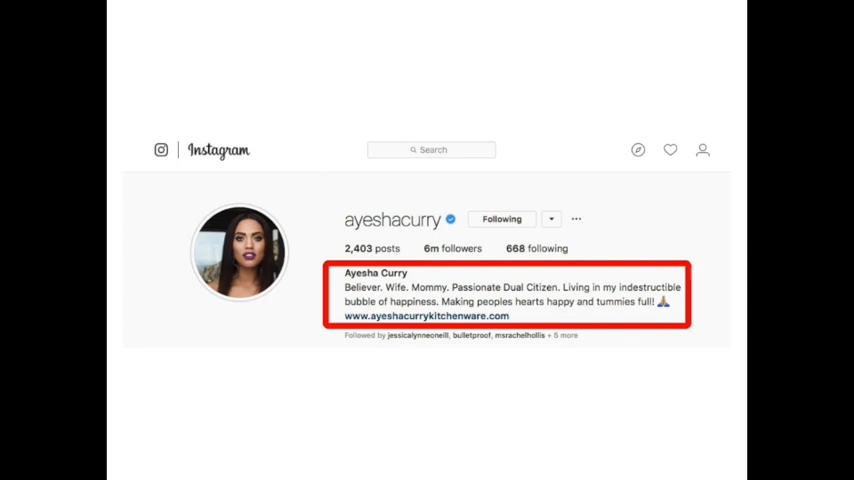 Instagram
Search
ayeshacurry Following
2,403 posts 6m followers 668 following
Ayesha Curry
Believer. Wife. Mommy. Passionate Dual Citizen. Living in my indestructible
bubble of happiness. Making peoples hearts happy and tummies full! 🙏🏽
www.ayeshacurrykitchenware.com
Followed by jessicalynneoneill, bulletproof, msrachelhollis + 5 more